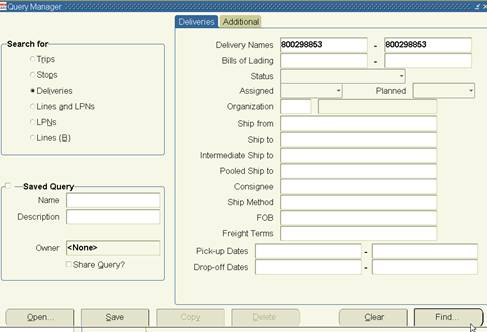 Query Manager
Search for
Trips
Stops
Deliveries
Lines and LPNs
LPNs
Lines (B)
Saved Query
Name
Description
Owner <None>
Share Query?
Deliveries Additional
Delivery Names 800298853 - 800298853
Bills of Lading -
Status
Assigned Planned
Organization
Ship from
Ship to
Intermediate Ship to
Pooled Ship to
Consignee
Ship Method
FOB
Freight Terms
Pick-up Dates -
Drop-off Dates -
Open... Save Copy Delete Clear Find...